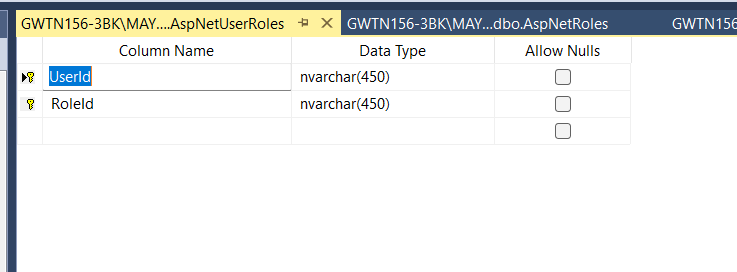 GWTN156-3BK\MAY....AspNetUserRoles GWTN156-3BK\MAY...dbo.AspNetRoles GWTN156
Column Name Data Type Allow Nulls
UserId nvarchar(450)
RoleId nvarchar(450)